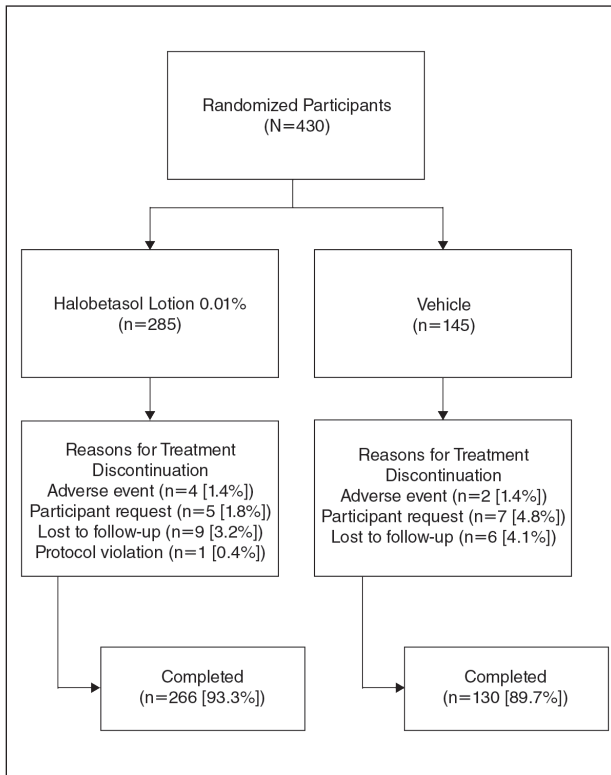 Randomized Participants
(N=430)
Halobetasol Lotion 0.01%
(n=285)
Vehicle
(n=145)
Reasons for Treatment
Discontinuation
Adverse event (n=4 [1.4%])
Participant request (n=5 [1.8%])
Lost to follow-up (n=9 [3.2%])
Protocol violation (n=1 [0.4%])
Reasons for Treatment
Discontinuation
Adverse event (n=2 [1.4%])
Participant request (n=7 [4.8%])
Lost to follow-up (n=6 [4.1%])
Completed
(n=266 [93.3%])
Completed
(n=130 [89.7%])